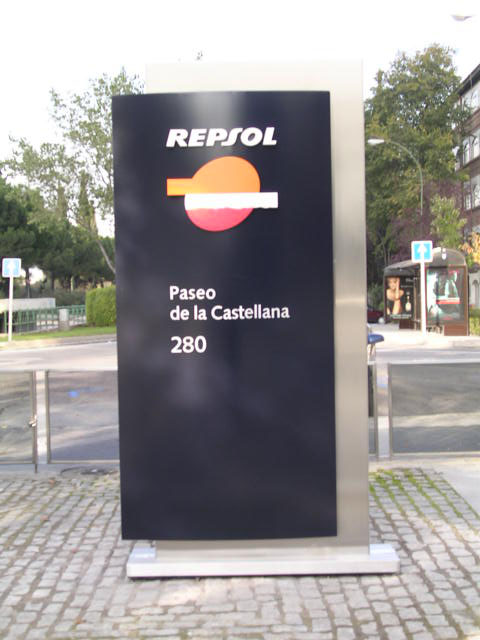 REPSOL
Paseo
de la Castellana
280